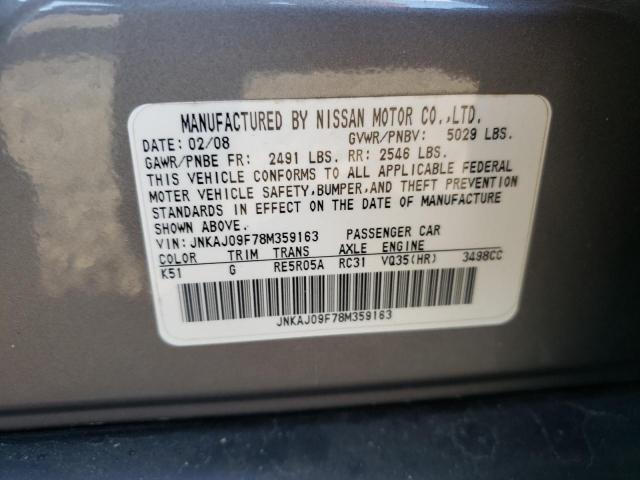 MANUFACTURED BY NISSAN MOTOR CO.,LTD.
DATE: 02/08 GVWR/PNBV: 5029 LBS.
GAWR/PNBE FR: 2491 LBS. RR: 2546 LBS.
THIS VEHICLE CONFORMS TO ALL APPLICABLE FEDERAL
MOTOR VEHICLE SAFETY,BUMPER,AND THEFT PREVENTION
STANDARDS IN EFFECT ON THE DATE OF MANUFACTURE
SHOWN ABOVE.
VIN: JNKAJ09F78M359163 PASSENGER CAR
COLOR TRIM TRANS AXLE ENGINE
K51 G RE5R05A RC31 VQ35(HR) 3498CC
JNKAJ09F78M359163